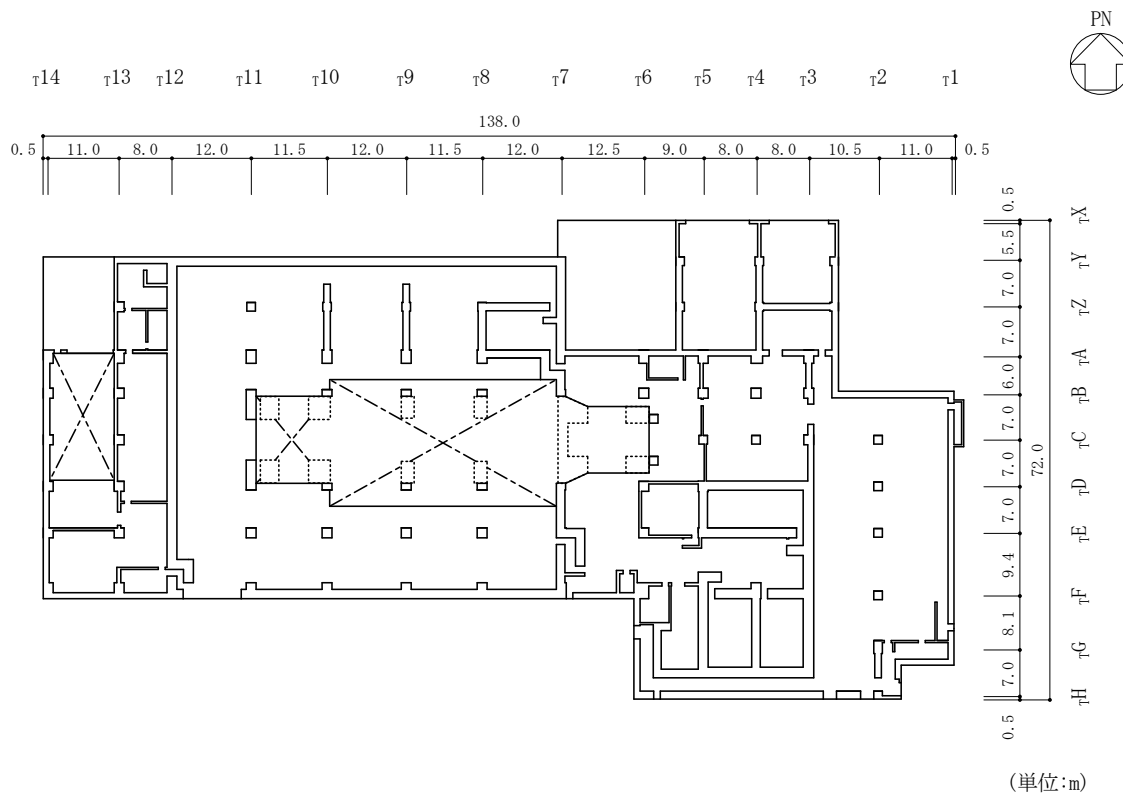 PN
T14 T13 T12 T11 T10 T9 T8 T7 T6 T5 T4 T3 T2 T1
138.0
0.5 11.0 8.0 12.0 11.5 12.0 11.5 12.0 12.5 9.0 8.0 8.0 10.5 11.0 0.5
TX
TY
TZ
TA
TB
TC
TD
TE
TF
TG
TH
0.5
5.5
7.0
7.0
6.0
7.0
7.0
7.0
9.4
8.1
7.0
0.5
72.0
(単位:m)